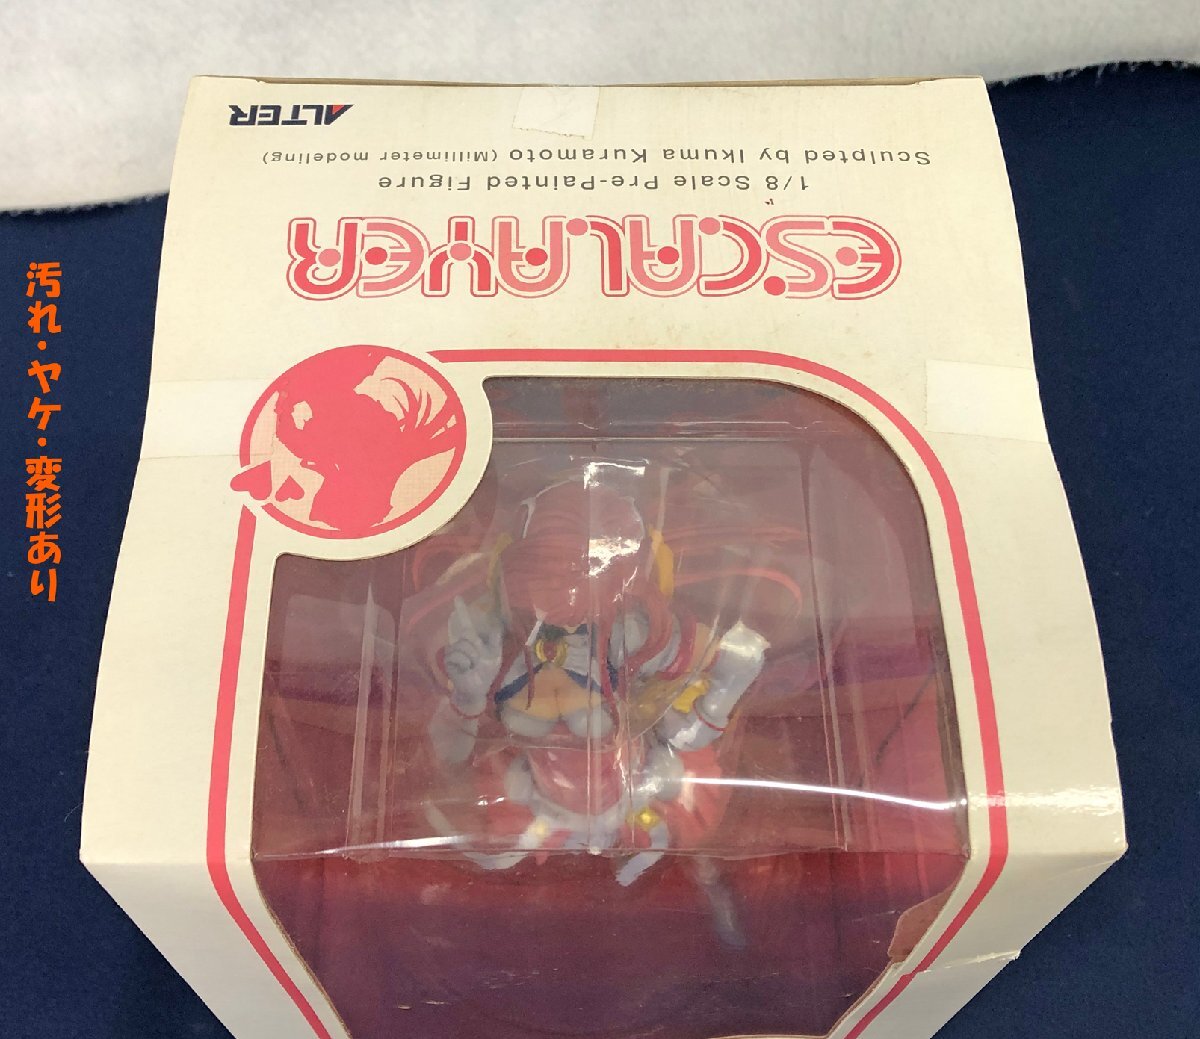 ALTER
Sculpted by Ikuma Kuramoto (Millimeter modeling)
1/8 Scale Pre-Painted Figure
ESCALAYER
汚れ・ヤケ・変形あり